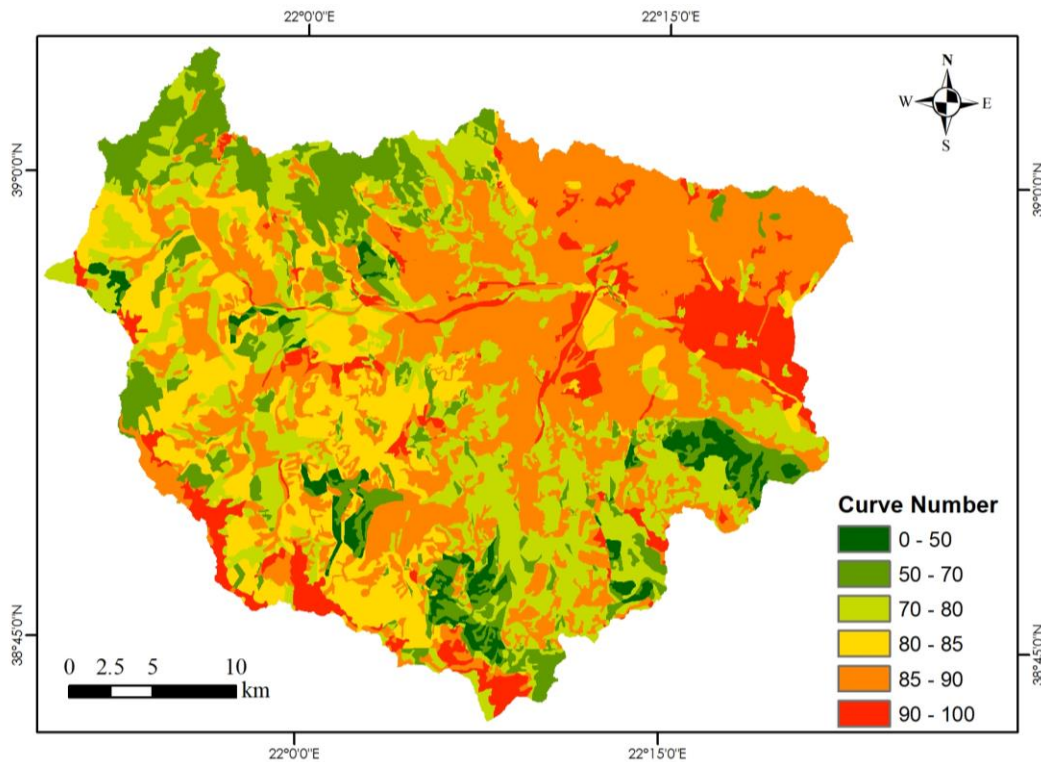 22°0'0"E 22°15'0"E
N
W E
S
39°0'0"N 39°0'0"N
Curve Number
0 - 50
50 - 70
70 - 80
80 - 85
85 - 90
90 - 100
38°45'0"N 38°45'0"N
0 2.5 5 10
km
22°0'0"E 22°15'0"E